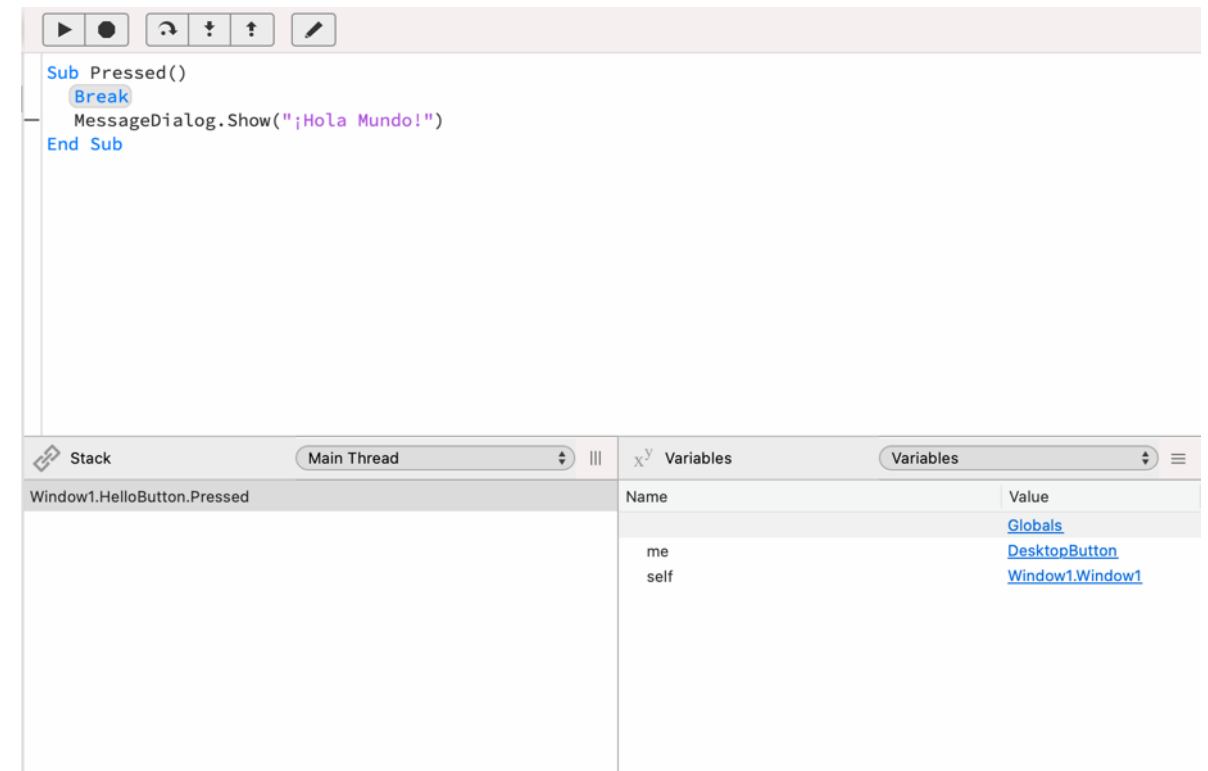 Sub Pressed()
Break
MessageDialog.Show("¡Hola Mundo!")
End Sub
Stack
Main Thread
xy Variables
Variables
Window1.HelloButton.Pressed
Name
Value
Globals
me
DesktopButton
self
Window1.Window1